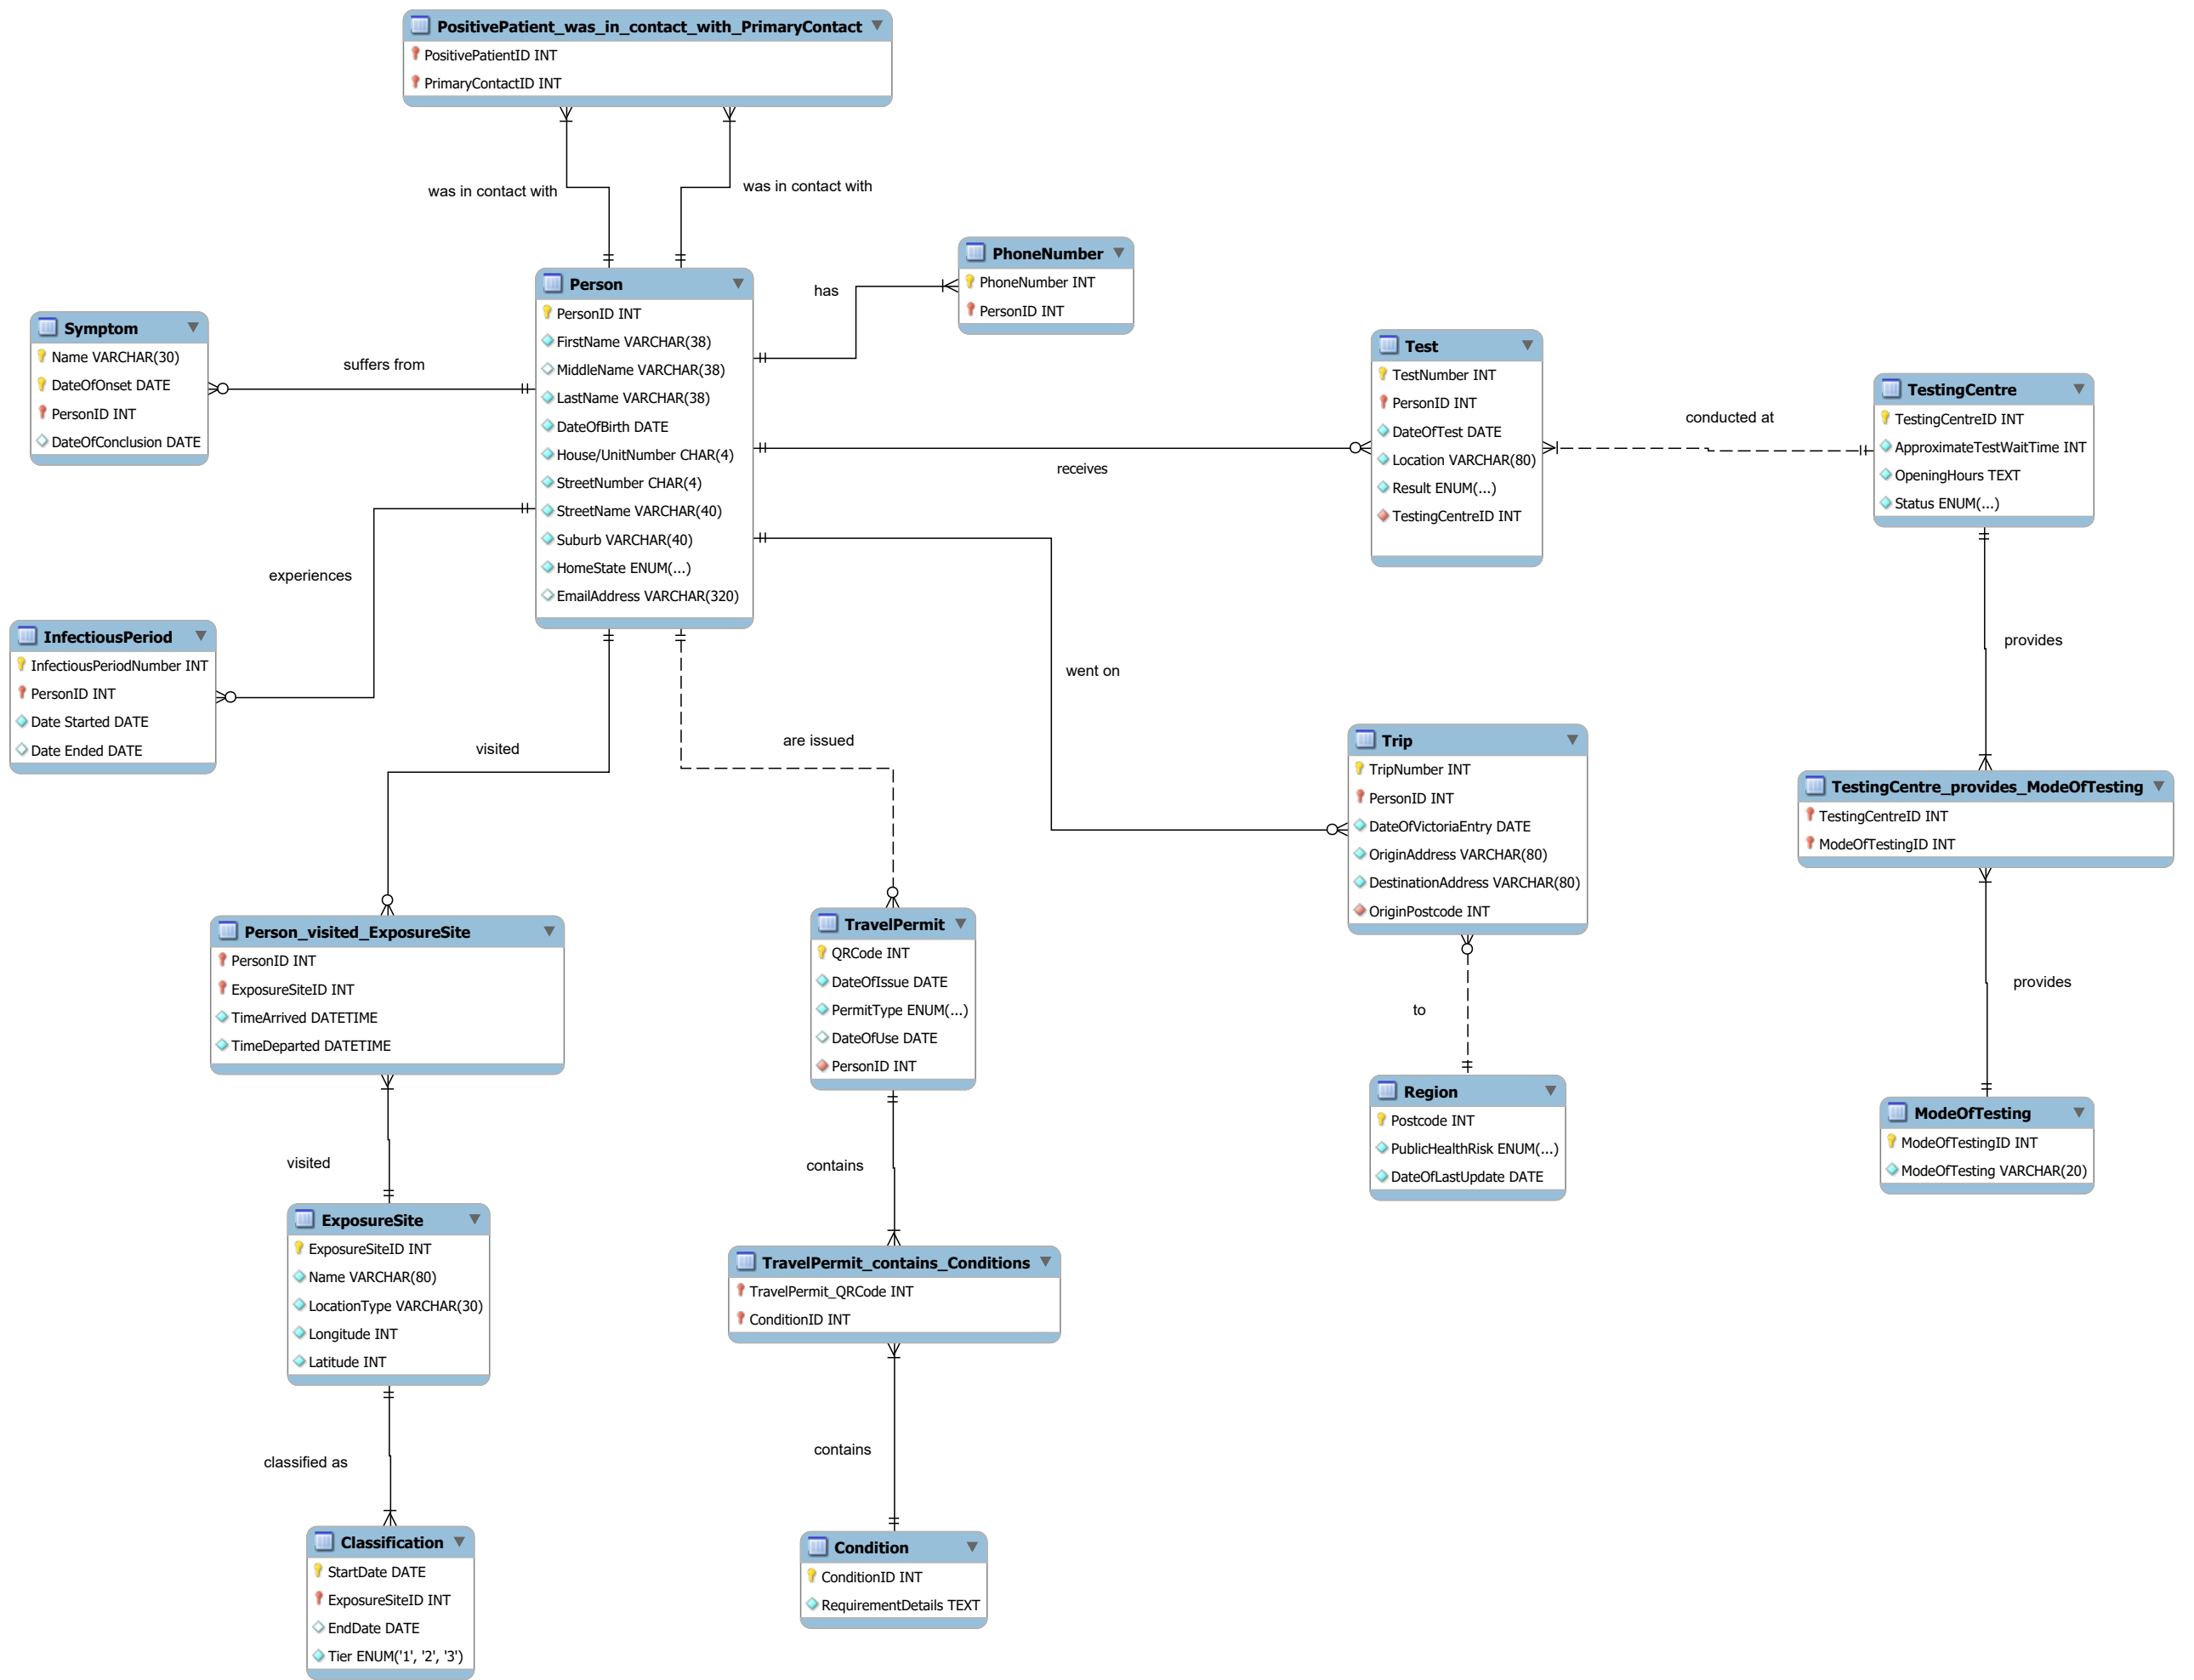 PositivePatient_was_in_contact_with_PrimaryContact
PositivePatientID INT
PrimaryContactID INT
was in contact with
was in contact with
Person
PersonID INT
FirstName VARCHAR(38)
MiddleName VARCHAR(38)
LastName VARCHAR(38)
DateOfBirth DATE
House/UnitNumber CHAR(4)
StreetNumber CHAR(4)
StreetName VARCHAR(40)
Suburb VARCHAR(40)
HomeState ENUM(...)
EmailAddress VARCHAR(320)
has
PhoneNumber
PhoneNumber INT
PersonID INT
Symptom
Name VARCHAR(30)
DateOfOnset DATE
PersonID INT
DateOfConclusion DATE
suffers from
receives
Test
TestNumber INT
PersonID INT
DateOfTest DATE
Location VARCHAR(80)
Result ENUM(...)
TestingCentreID INT
conducted at
TestingCentre
TestingCentreID INT
ApproximateTestWaitTime INT
OpeningHours TEXT
Status ENUM(...)
experiences
InfectiousPeriod
InfectiousPeriodNumber INT
PersonID INT
Date Started DATE
Date Ended DATE
visited
are issued
went on
provides
Trip
TripNumber INT
PersonID INT
DateOfVictoriaEntry DATE
OriginAddress VARCHAR(80)
DestinationAddress VARCHAR(80)
OriginPostcode INT
TestingCentre_provides_ModeOfTesting
TestingCentreID INT
ModeOfTestingID INT
Person_visited_ExposureSite
PersonID INT
ExposureSiteID INT
TimeArrived DATETIME
TimeDeparted DATETIME
TravelPermit
QRCode INT
DateOfIssue DATE
PermitType ENUM(...)
DateOfUse DATE
PersonID INT
to
provides
Region
Postcode INT
PublicHealthRisk ENUM(...)
DateOfLastUpdate DATE
ModeOfTesting
ModeOfTestingID INT
ModeOfTesting VARCHAR(20)
visited
contains
ExposureSite
ExposureSiteID INT
Name VARCHAR(80)
LocationType VARCHAR(30)
Longitude INT
Latitude INT
TravelPermit_contains_Conditions
TravelPermit_QRCode INT
ConditionID INT
classified as
contains
Classification
StartDate DATE
ExposureSiteID INT
EndDate DATE
Tier ENUM('1', '2', '3')
Condition
ConditionID INT
RequirementDetails TEXT